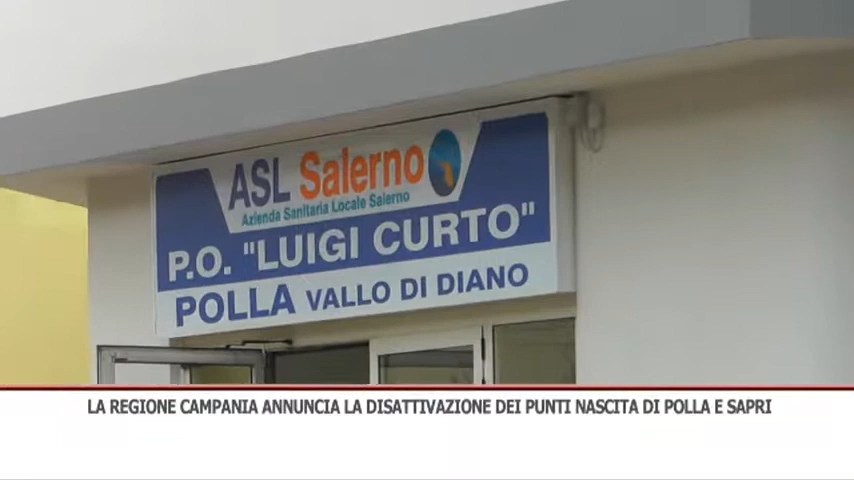 ASL Salerno
Azienda Sanitaria Locale Salerno
P.O. "LUIGI CURTO"
POLLA VALLO DI DIANO
LA REGIONE CAMPANIA ANNUNCIA LA DISATTIVAZIONE DEI PUNTI NASCITA DI POLLA E SAPRI